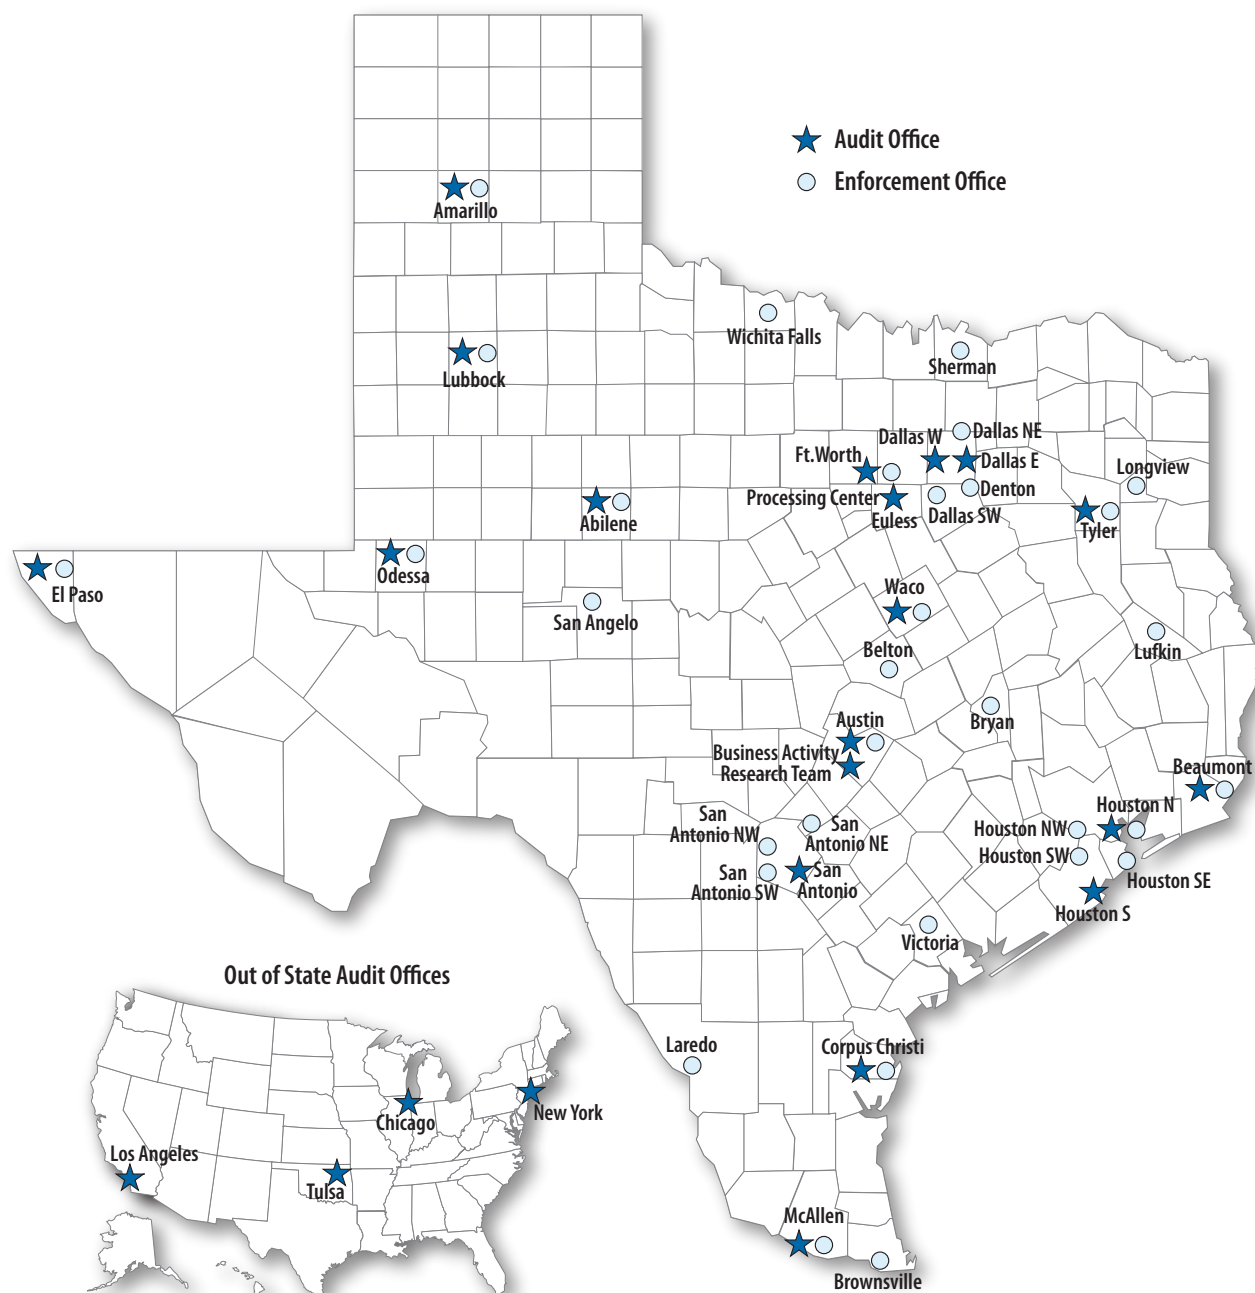 Audit Office
Enforcement Office
Amarillo
Wichita Falls
Sherman
Lubbock
Dallas W
Dallas NE
Ft.Worth
Dallas E
Longview
Processing Center
Denton
Euless
Dallas SW
Abilene
Tyler
Odessa
El Paso
Waco
San Angelo
Belton
Lufkin
Austin
Bryan
Business Activity
Research Team
Beaumont
Houston N
San
Antonio NW
San
Antonio NE
Houston NW
Houston SW
San
Antonio SW
San
Antonio
Houston SE
Houston S
Victoria
Out of State Audit Offices
Laredo
Corpus Christi
New York
Chicago
Los Angeles
Tulsa
McAllen
Brownsville